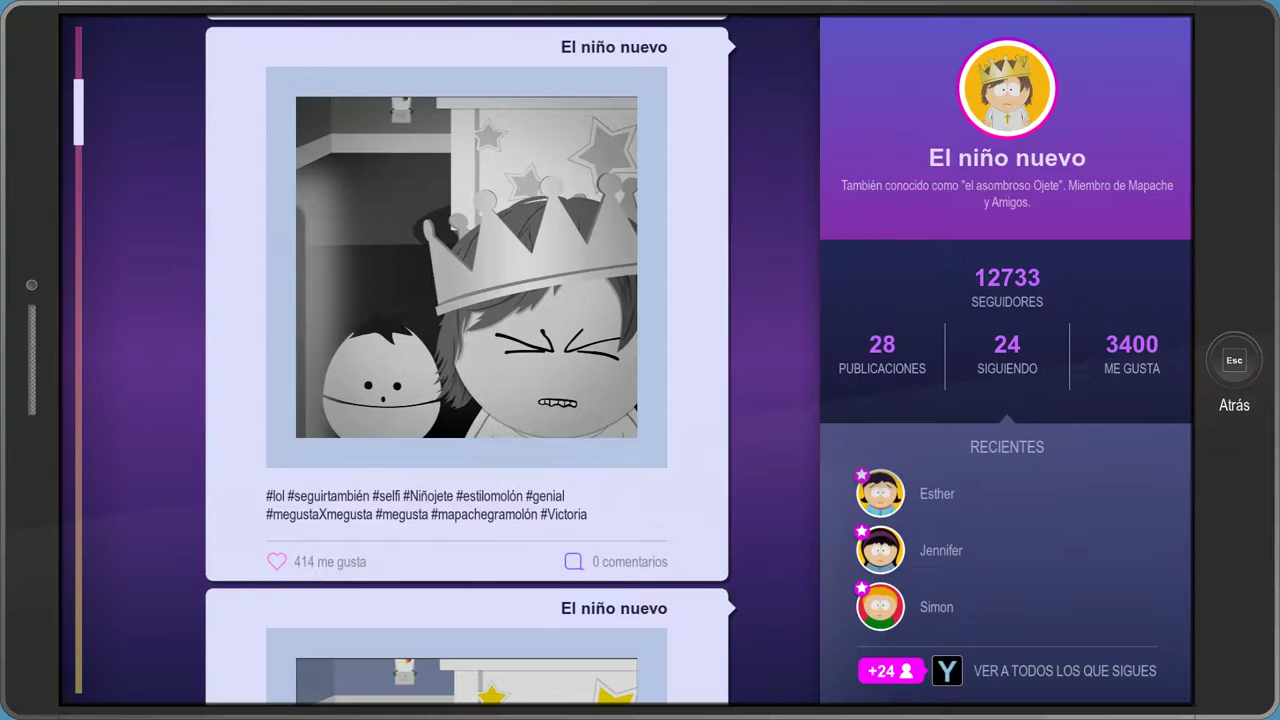 El niño nuevo
#lol #seguirtambién #selfi #Niñojete #estilomolón #genial
#megustaXmegusta #megusta #mapachegramolón #Victoria
414 me gusta
0 comentarios
El niño nuevo
El niño nuevo
También conocido como "el asombroso Ojete". Miembro de Mapache
y Amigos.
12733
SEGUIDORES
28
PUBLICACIONES
24
SIGUIENDO
3400
ME GUSTA
RECIENTES
Esther
Jennifer
Simon
+24
Y
VER A TODOS LOS QUE SIGUES
Esc
Atrás